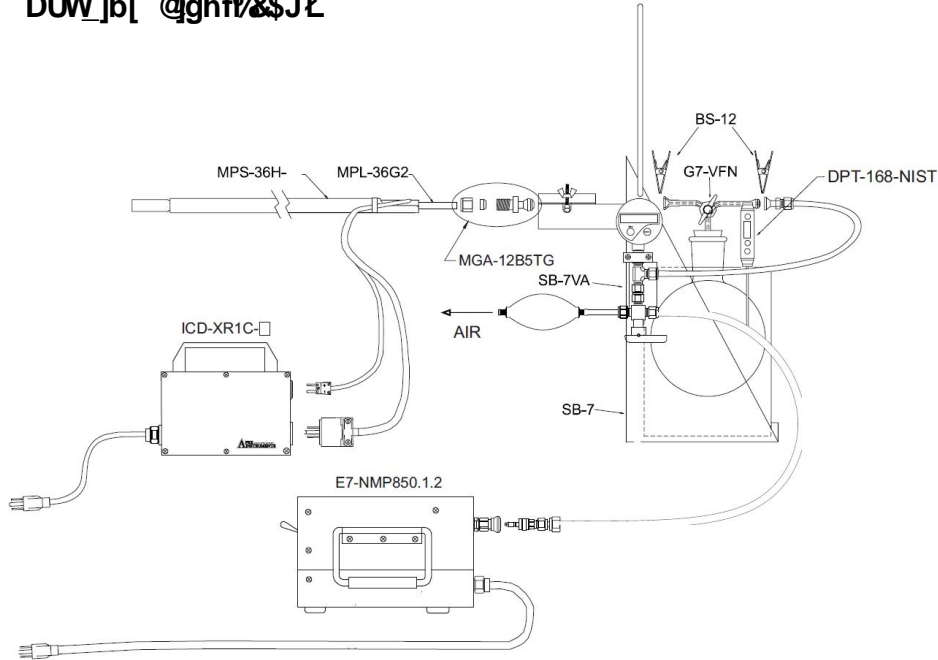 BS-12
MPS-36H-
MPL-36G2
G7-VFN
DPT-168-NIST
MGA-12B5TG
SB-7VA
ICD-XR1C-□
AIR
SB-7
E7-NMP850.1.2